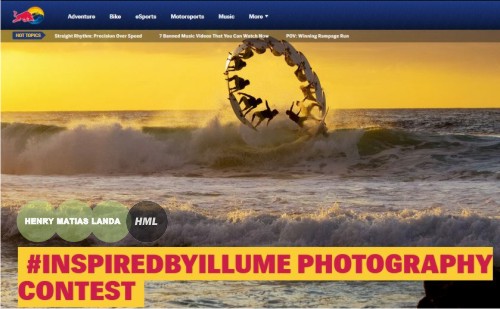 Adventure Bike eSports Motorsports Music More
HOT TOPICS Straight Rhythm: Precision Over Speed 7 Banned Music Videos That You Can Watch Now POV: Winning Rampage Run
HENRY MATIAS LANDA HML
#INSPIREDBYILLUME PHOTOGRAPHY
CONTEST